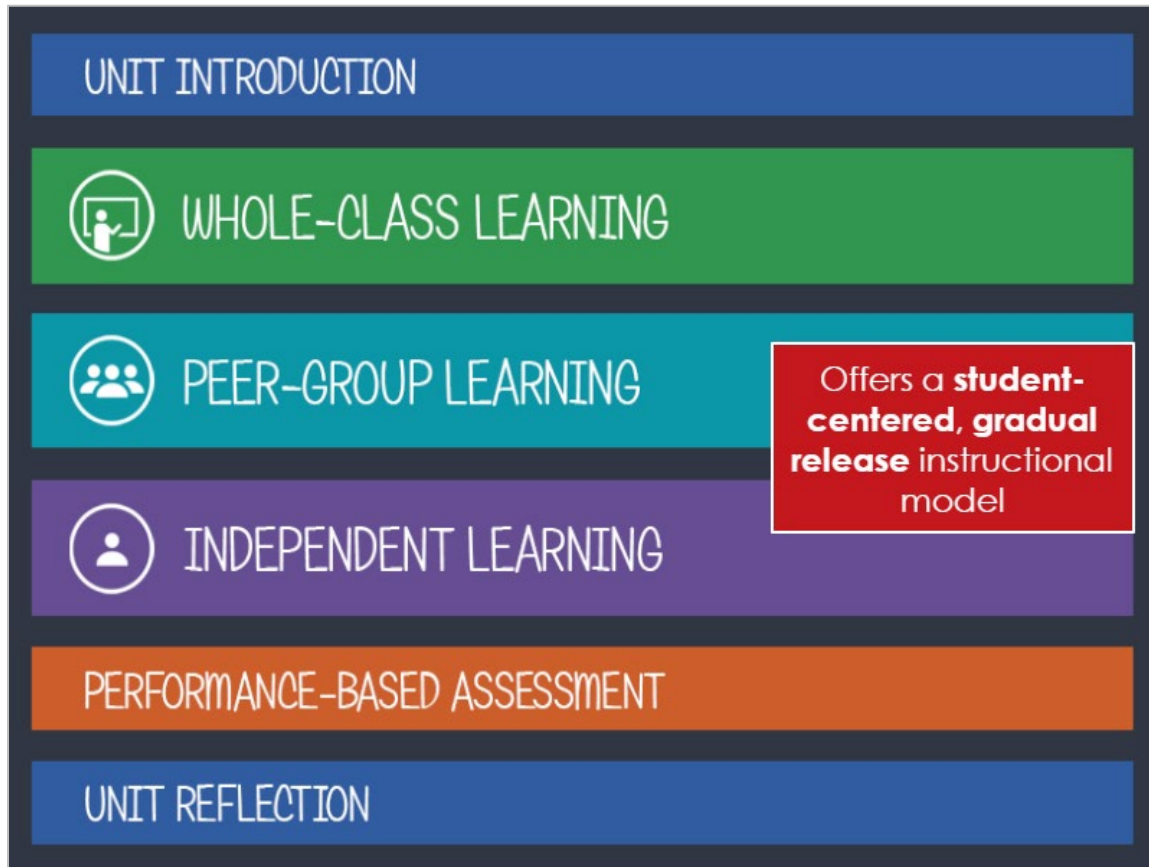 UNIT INTRODUCTION
WHOLE-CLASS LEARNING
PEER-GROUP LEARNING
Offers a student-
centered, gradual
release instructional
model
INDEPENDENT LEARNING
PERFORMANCE-BASED ASSESSMENT
UNIT REFLECTION